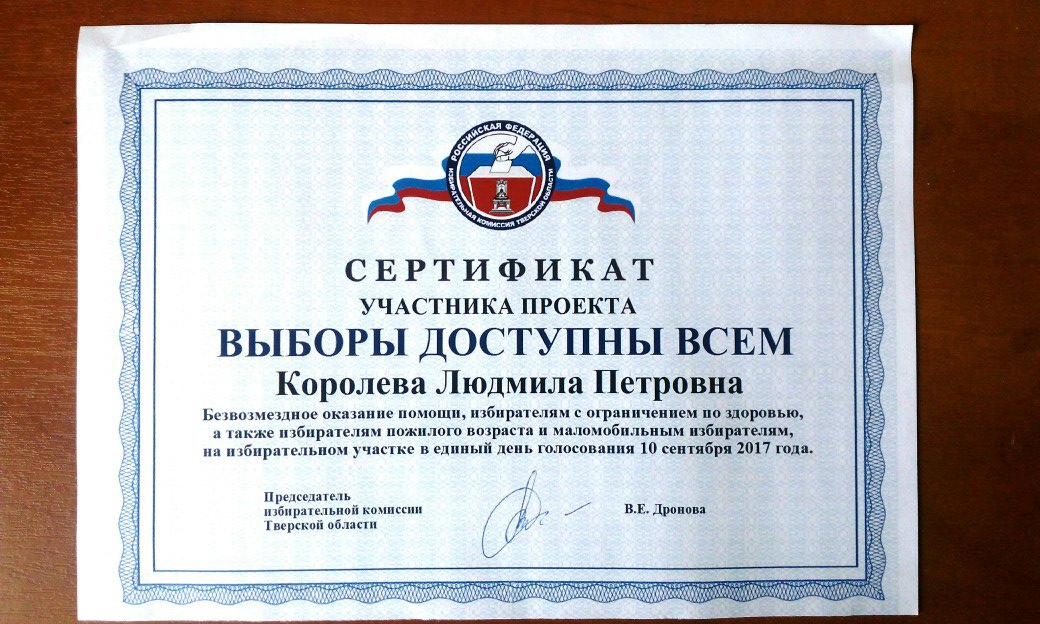 РОССИЙСКАЯ ФЕДЕРАЦИЯ
ИЗБИРАТЕЛЬНАЯ КОМИССИЯ ТВЕРСКОЙ ОБЛАСТИ
СЕРТИФИКАТ
УЧАСТНИКА ПРОЕКТА
ВЫБОРЫ ДОСТУПНЫ ВСЕМ
Королева Людмила Петровна
Безвозмездное оказание помощи, избирателям с ограничением по здоровью,
а также избирателям пожилого возраста и маломобильным избирателям,
на избирательном участке в единый день голосования 10 сентября 2017 года.
Председатель
избирательной комиссии
Тверской области
В.Е. Дронова